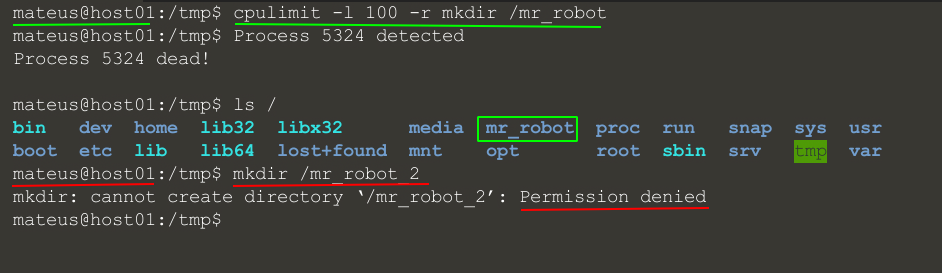 mateus@host01:/tmp$ cpulimit -l 100 -r mkdir /mr_robot
mateus@host01:/tmp$ Process 5324 detected
Process 5324 dead!
mateus@host01:/tmp$ ls /
bin dev home lib32 libx32 media mr_robot proc run snap sys usr
boot etc lib lib64 lost+found mnt opt root sbin srv tmp var
mateus@host01:/tmp$ mkdir /mr_robot_2
mkdir: cannot create directory ‘/mr_robot_2’: Permission denied
mateus@host01:/tmp$